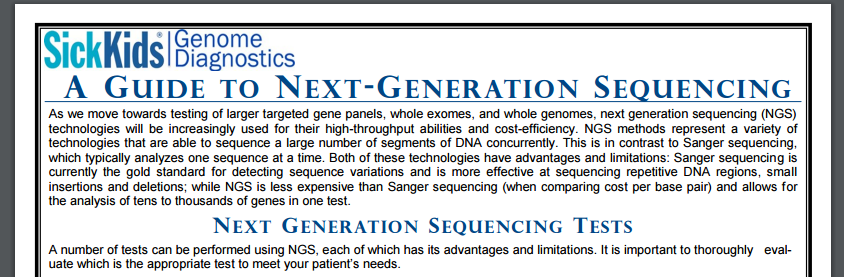 SickKids® Genome
Diagnostics
A Guide to Next-Generation Sequencing
As we move towards testing of larger targeted gene panels, whole exomes, and whole genomes, next generation sequencing (NGS)
technologies will be increasingly used for their high-throughput abilities and cost-efficiency. NGS methods represent a variety of
technologies that are able to sequence a large number of segments of DNA concurrently. This is in contrast to Sanger sequencing,
which typically analyzes one sequence at a time. Both of these technologies have advantages and limitations: Sanger sequencing is
currently the gold standard for detecting sequence variations and is more effective at sequencing repetitive DNA regions, small
insertions and deletions; while NGS is less expensive than Sanger sequencing (when comparing cost per base pair) and allows for
the analysis of tens to thousands of genes in one test.
Next Generation Sequencing Tests
A number of tests can be performed using NGS, each of which has its advantages and limitations. It is important to thoroughly eval-
uate which is the appropriate test to meet your patient's needs.